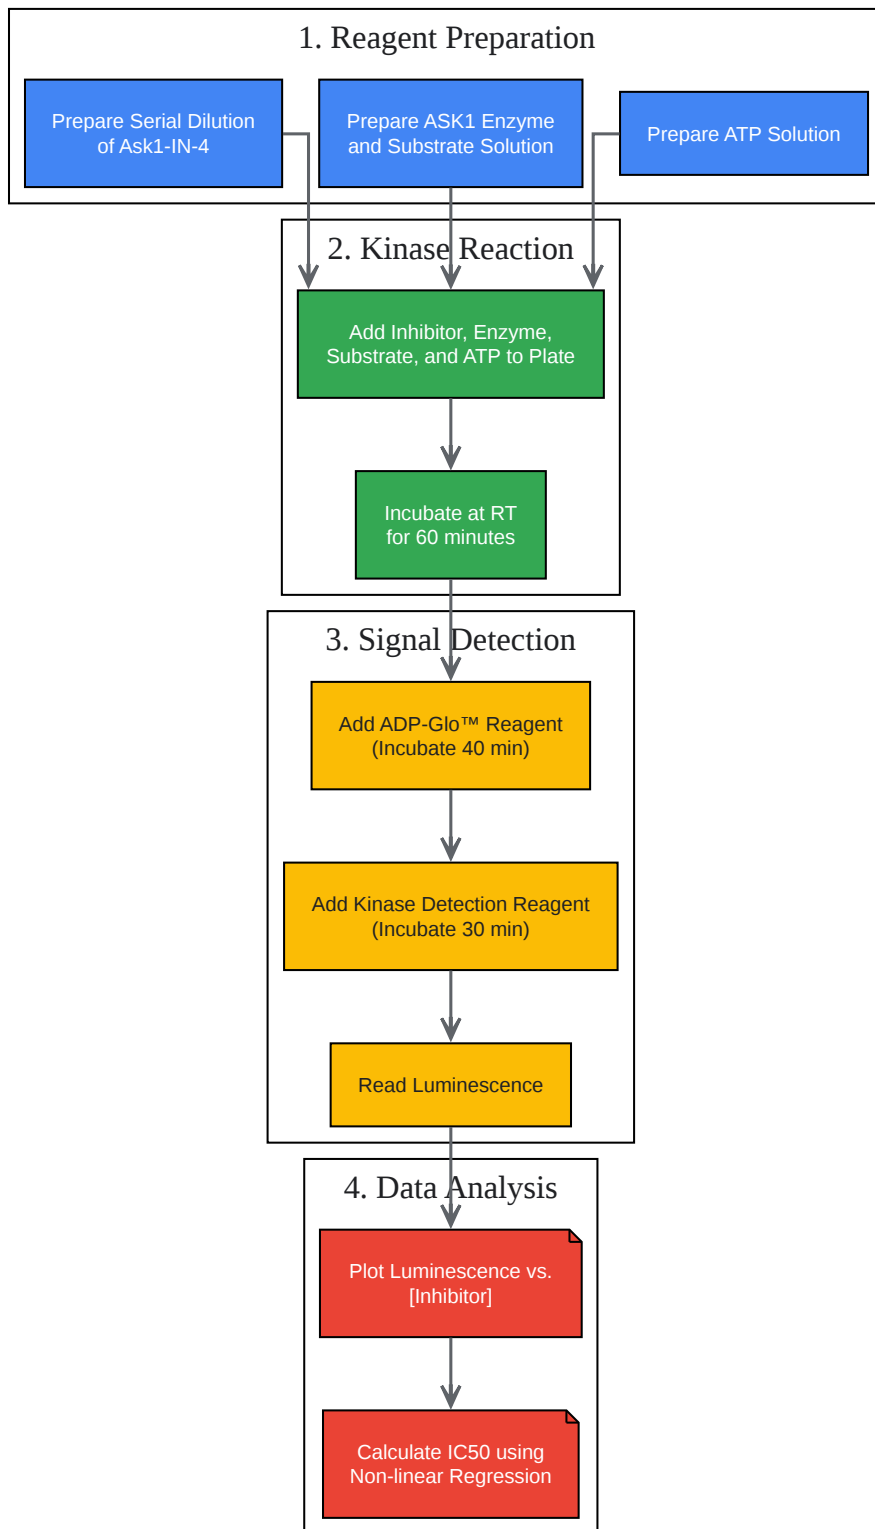 1. Reagent Preparation
Prepare Serial Dilution
of Ask1-IN-4
Prepare ASK1 Enzyme
and Substrate Solution
Prepare ATP Solution
2. Kinase Reaction
Add Inhibitor, Enzyme,
Substrate, and ATP to Plate
Incubate at RT
for 60 minutes
3. Signal Detection
Add ADP-Glo™ Reagent
(Incubate 40 min)
Add Kinase Detection Reagent
(Incubate 30 min)
Read Luminescence
4. Data Analysis
Plot Luminescence vs.
[Inhibitor]
Calculate IC50 using
Non-linear Regression